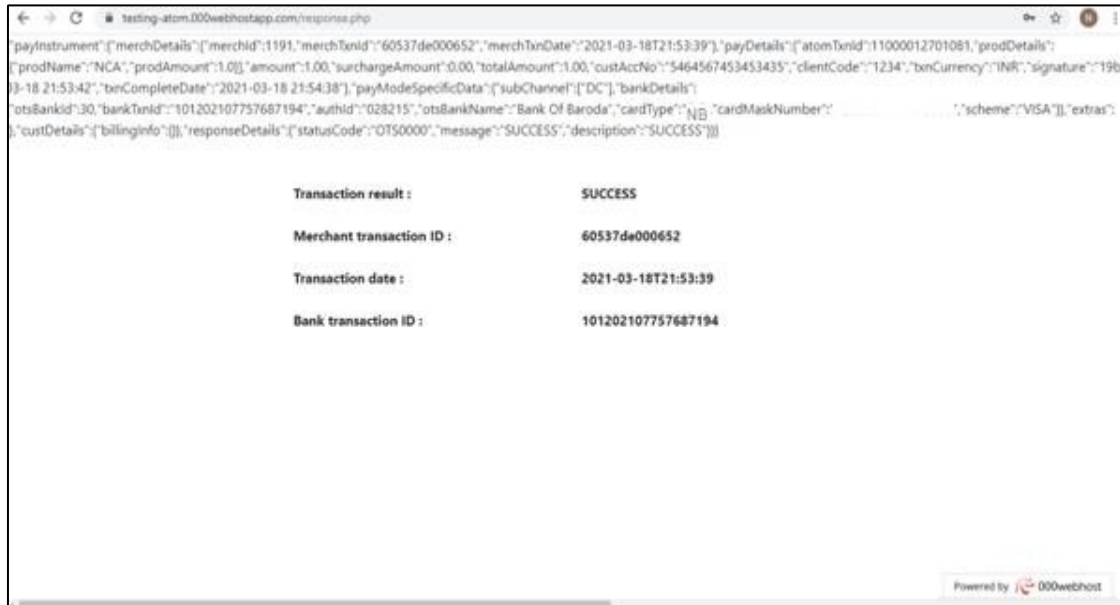 testing-atom.000webhostapp.com/response.php
N
"payInstrument":{"merchDetails":{"merchId":1191,"merchTxnId":"60537de000652","merchTxnDate":"2021-03-18T21:53:39"},"payDetails":{"atomTxnId":11000012701081,"prodDetails":
[{"prodName":"NCA","prodAmount":1.0}],"amount":1.00,"surchargeAmount":0.00,"totalAmount":1.00,"custAccNo":"5464567453453435","clientCode":"1234","txnCurrency":"INR","signature":"19b
03-18 21:53:42","txnCompleteDate":"2021-03-18 21:54:38"},"payModeSpecificData":{"subChannel":["DC"],"bankDetails":
"otsBankId":30,"bankTxnId":"101202107757687194","authId":"028215","otsBankName":"Bank Of Baroda","cardType":"NB","cardMaskNumber":" ","scheme":"VISA"}},"extras":
},"custDetails":{"billingInfo":{}},"responseDetails":{"statusCode":"OTS0000","message":"SUCCESS","description":"SUCCESS"}}}
Transaction result : SUCCESS
Merchant transaction ID : 60537de000652
Transaction date : 2021-03-18T21:53:39
Bank transaction ID : 101202107757687194
Powered by 000webhost